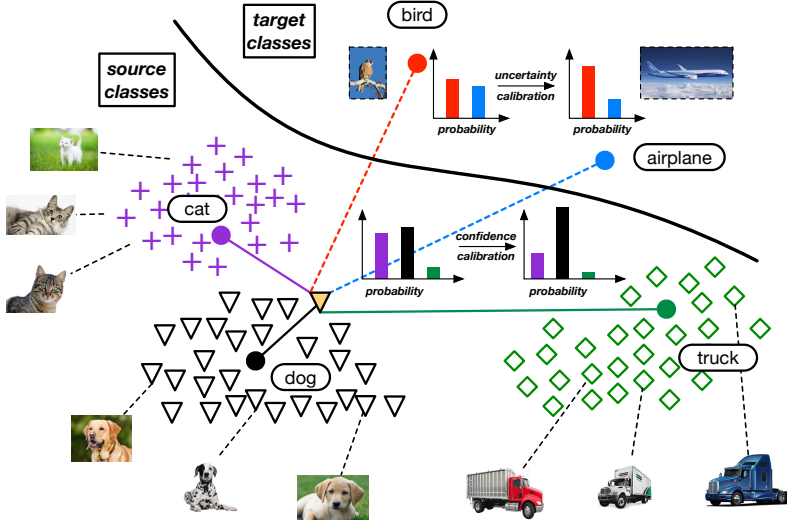 bird
target
classes
source
classes
uncertainty
calibration
probability
probability
airplane
cat
confidence
calibration
probability
probability
truck
dog